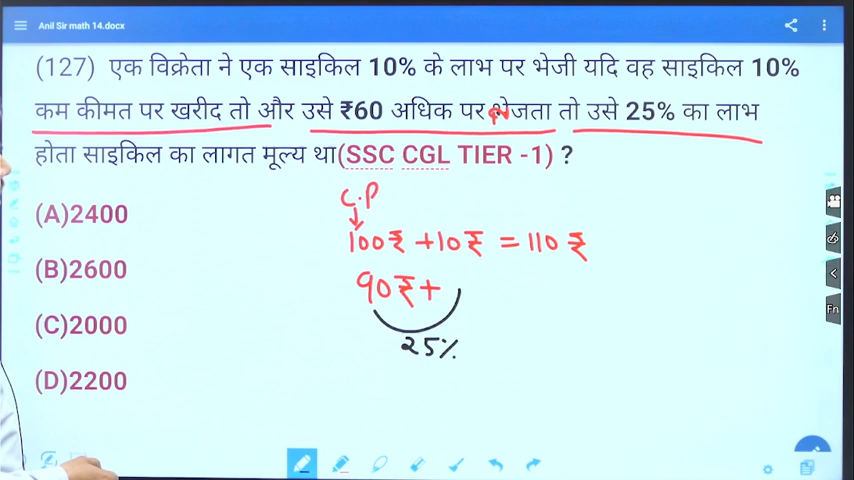 Anil Sir math 14.docx
(127) एक विक्रेता ने एक साइकिल 10% के लाभ पर भेजी यदि वह साइकिल 10%
कम कीमत पर खरीद तो और उसे ₹60 अधिक पर भेजता तो उसे 25% का लाभ
होता साइकिल का लागत मूल्य था(SSC CGL TIER -1) ?
C.P
(A)2400
100₹ +10₹ = 110 ₹
(B)2600
90₹ +
(C)2000
25%
(D)2200
Fn